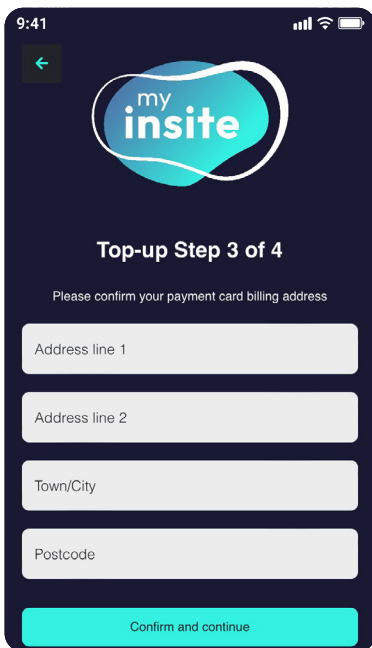 9:41
my
insite
Top-up Step 3 of 4
Please confirm your payment card billing address
Address line 1
Address line 2
Town/City
Postcode
Confirm and continue